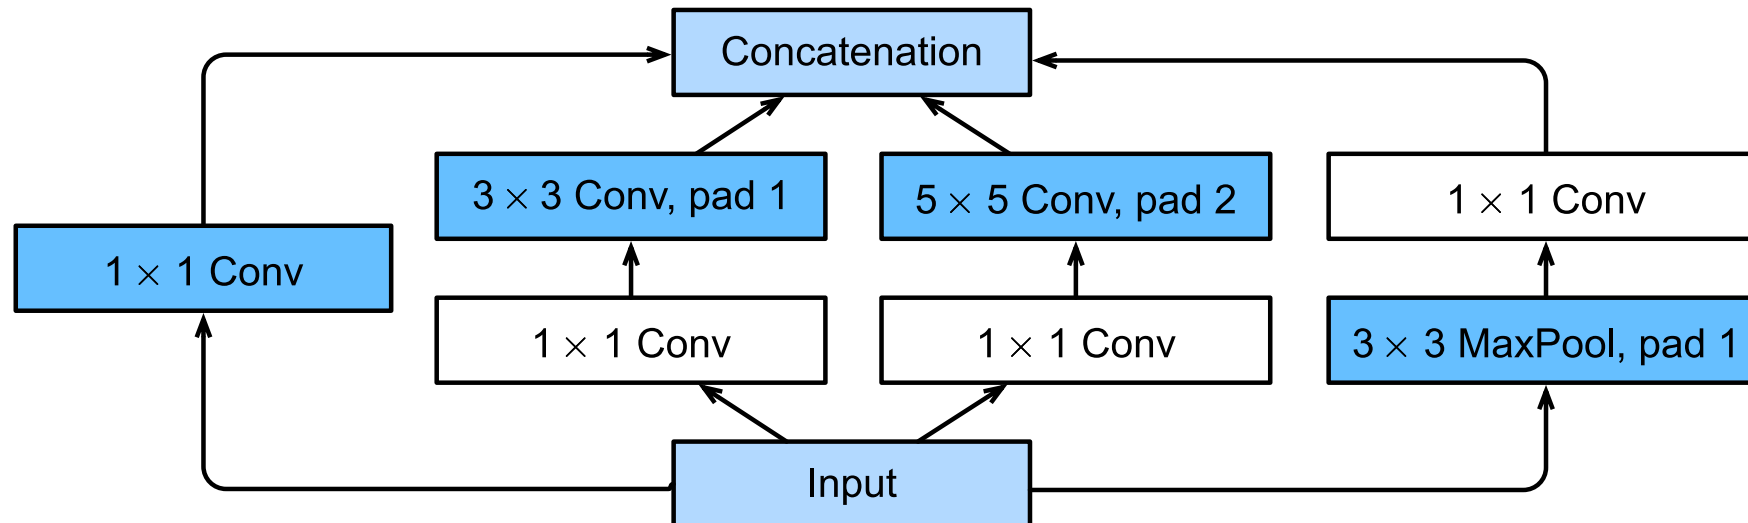 Concatenation
3 × 3 Conv, pad 1
5 × 5 Conv, pad 2
1 × 1 Conv
1 × 1 Conv
1 × 1 Conv
1 × 1 Conv
3 × 3 MaxPool, pad 1
Input